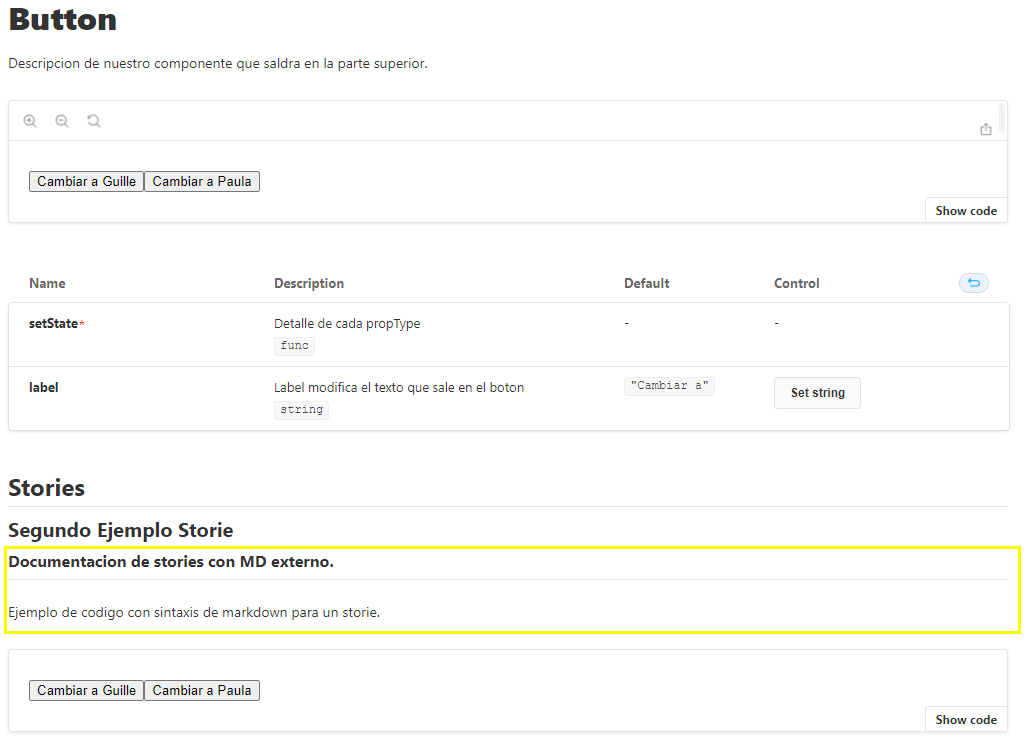 Button
Descripcion de nuestro componente que saldra en la parte superior.
Cambiar a Guille Cambiar a Paula
Show code
Name Description Default Control
setState* Detalle de cada propType - -
func
label Label modifica el texto que sale en el boton "Cambiar a" Set string
string
Stories
Segundo Ejemplo Storie
Documentacion de stories con MD externo.
Ejemplo de codigo con sintaxis de markdown para un storie.
Cambiar a Guille Cambiar a Paula
Show code